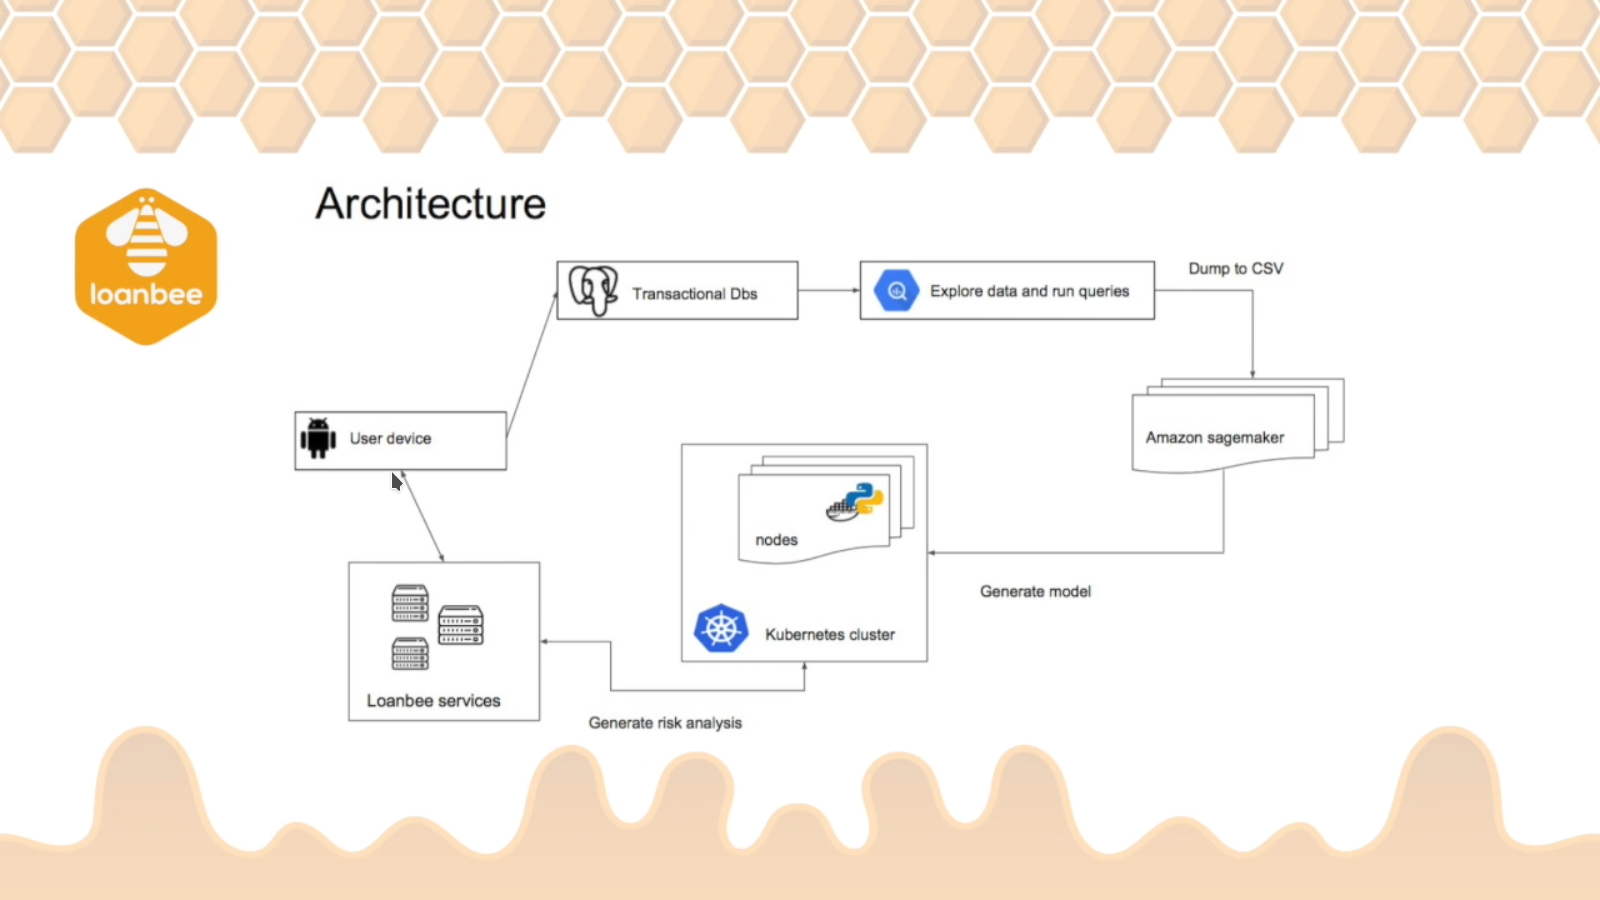 loanbee
Architecture
Transactional Dbs
Explore data and run queries
Dump to CSV
User device
Amazon sagemaker
nodes
Kubernetes cluster
Generate model
Loanbee services
Generate risk analysis